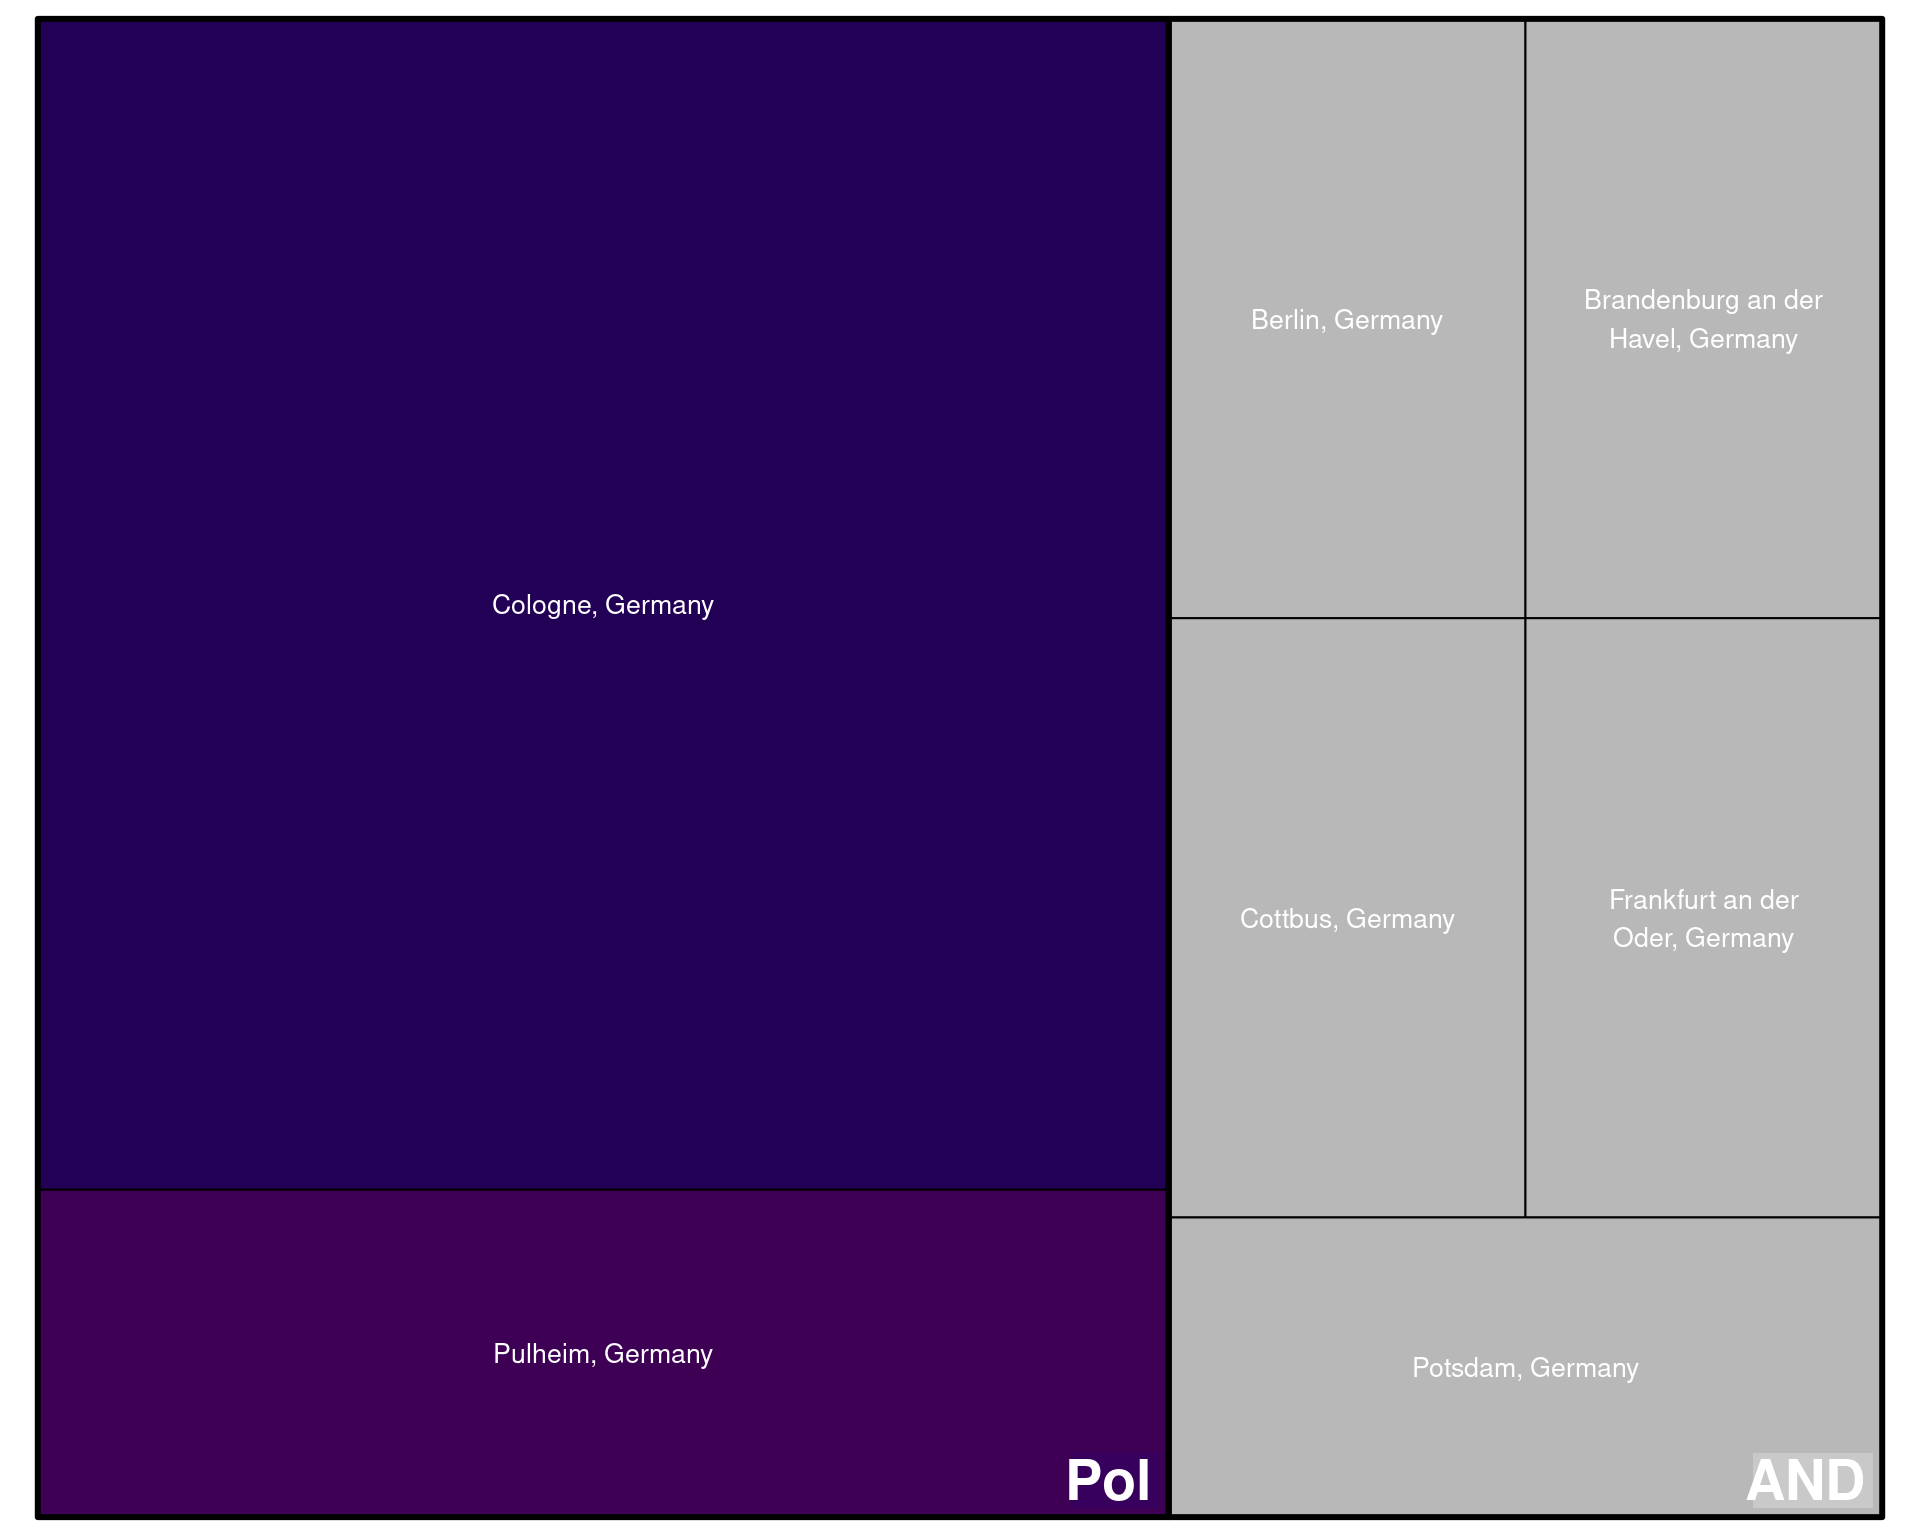 Cologne, Germany
Pulheim, Germany
Pol
Berlin, Germany
Brandenburg an der
Havel, Germany
Cottbus, Germany
Frankfurt an der
Oder, Germany
Potsdam, Germany
AND